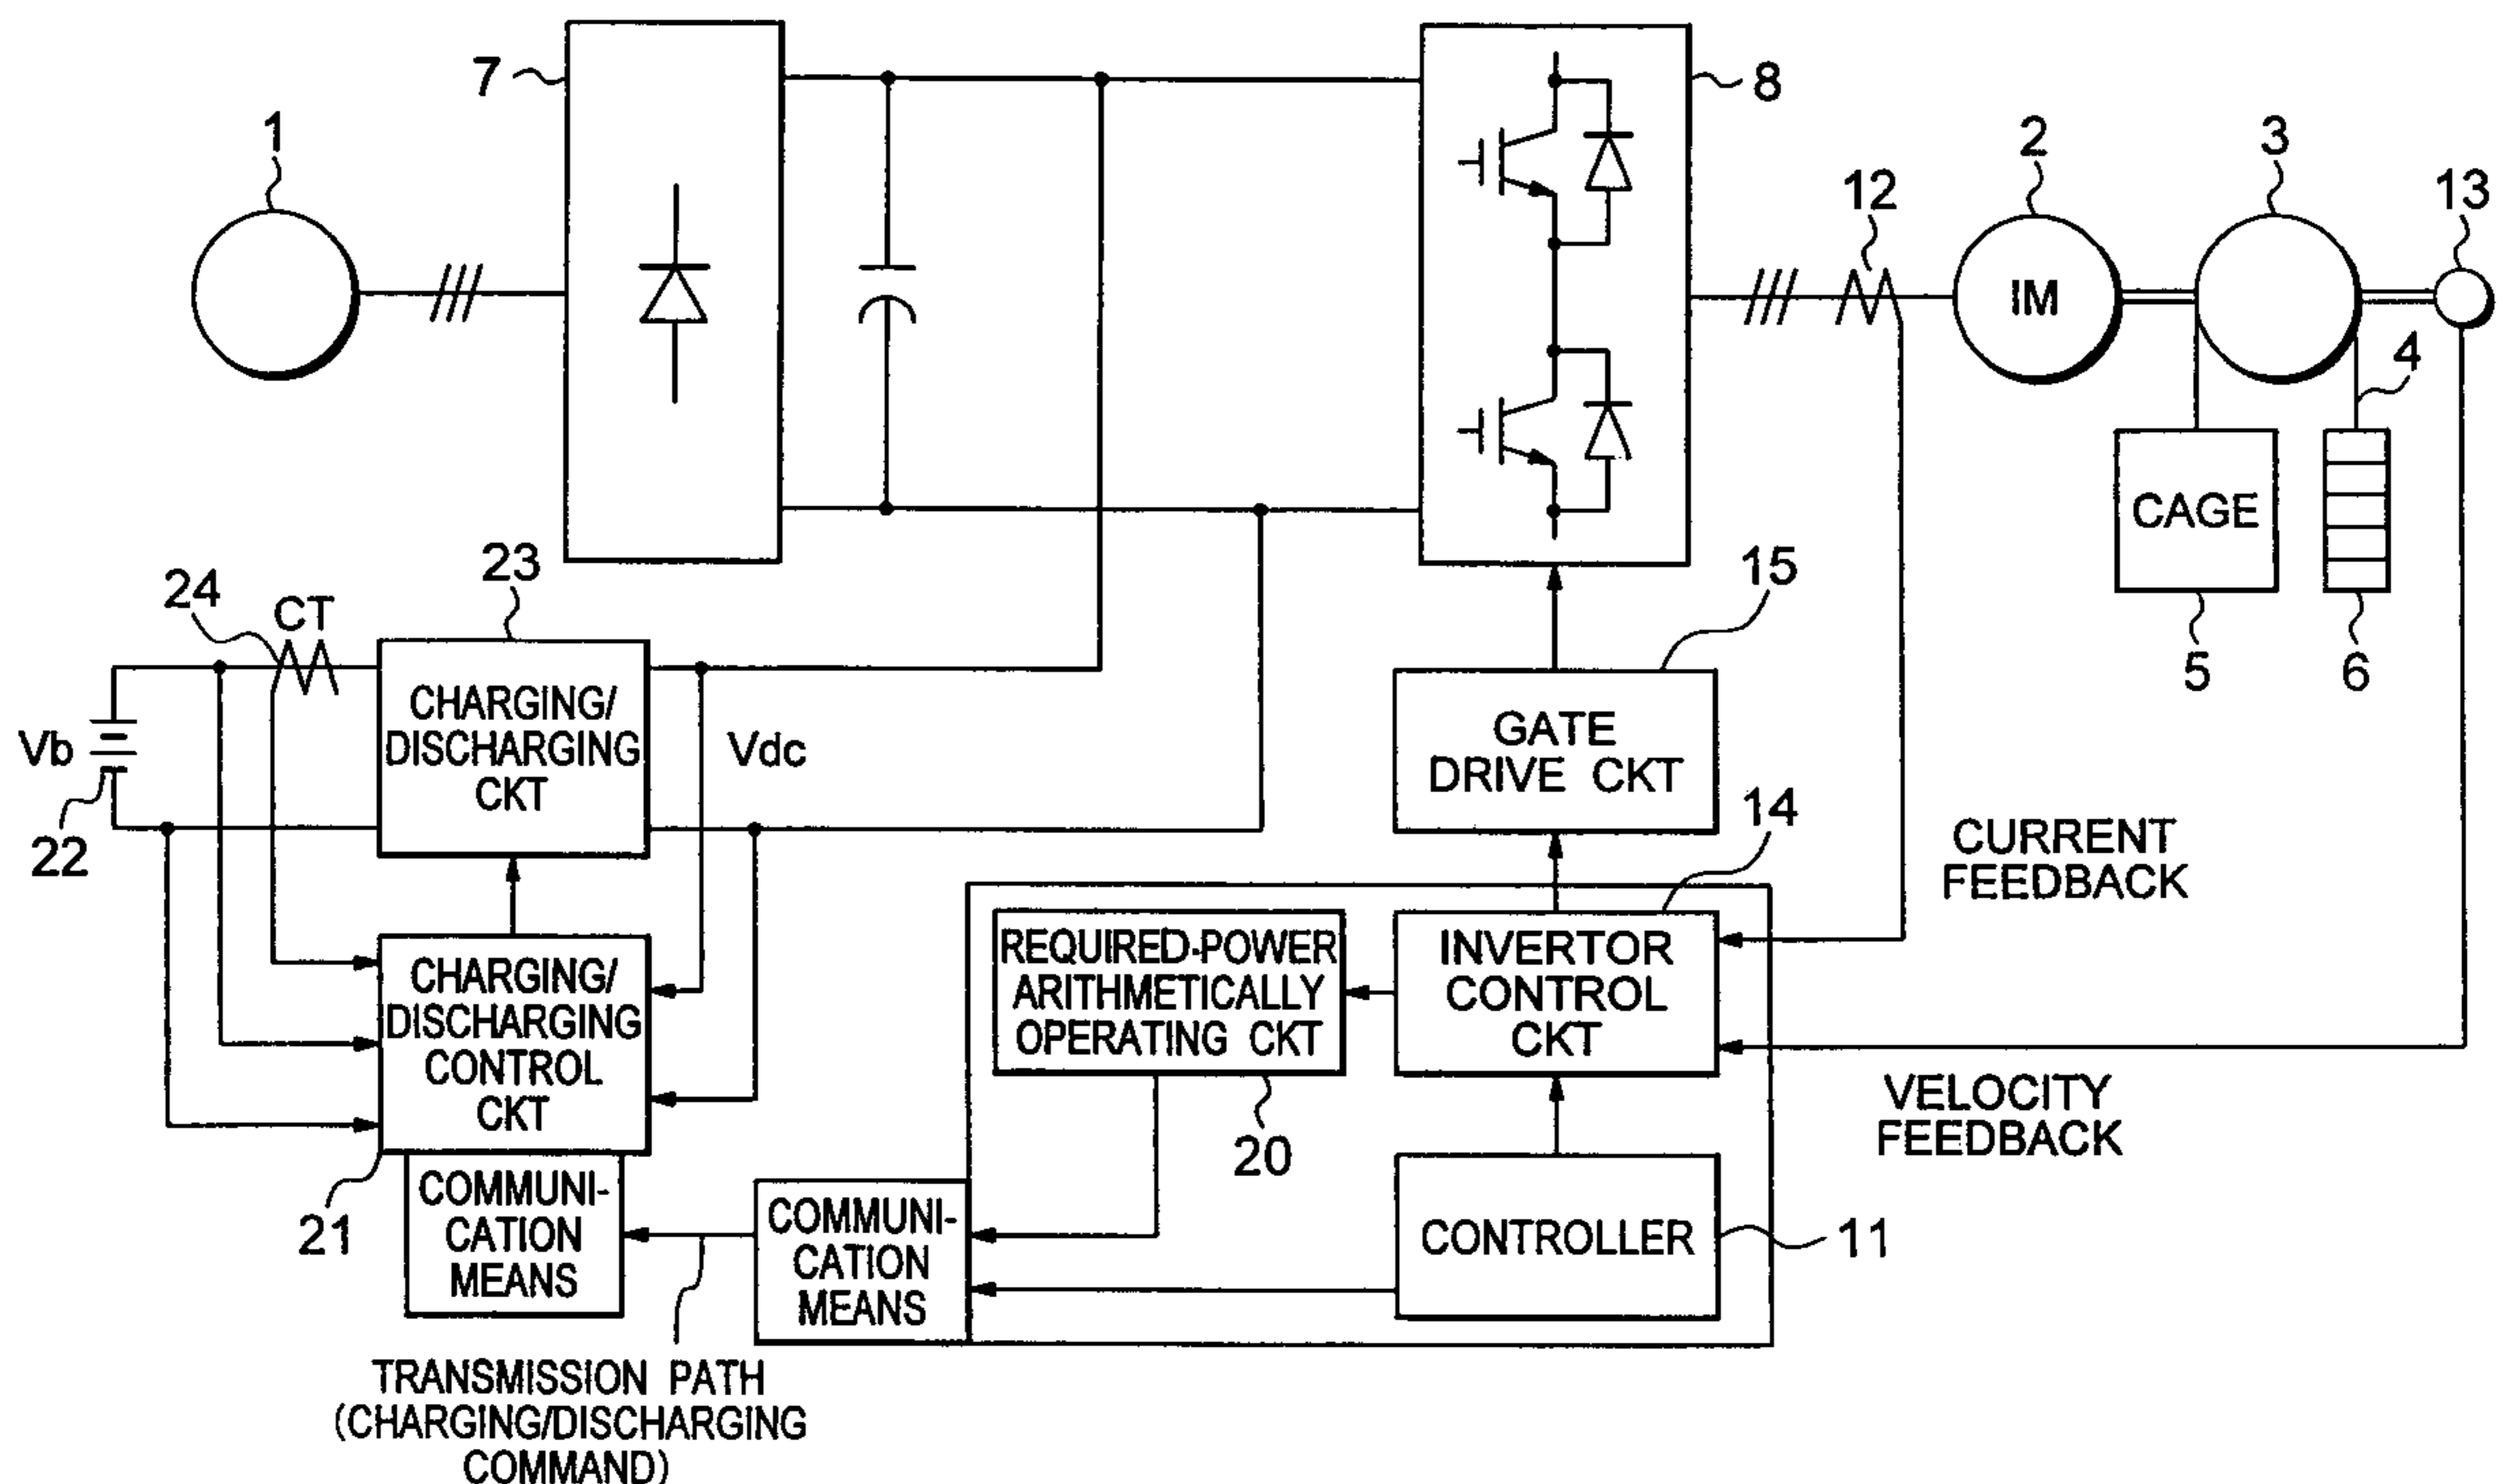 7
8
1
2
3
13
12
IM
4
CAGE
23
15
24
CT
5
6
CHARGING/
DISCHARGING
CKT
Vb
Vdc
GATE
DRIVE CKT
22
14
CURRENT
FEEDBACK
REQUIRED-POWER
ARITHMETICALLY
OPERATING CKT
INVERTOR
CONTROL
CKT
CHARGING/
DISCHARGING
CONTROL
CKT
VELOCITY
FEEDBACK
20
21
COMMUNI-
CATION
MEANS
COMMUNI-
CATION
MEANS
CONTROLLER
11
TRANSMISSION PATH
(CHARGING/DISCHARGING
COMMAND)